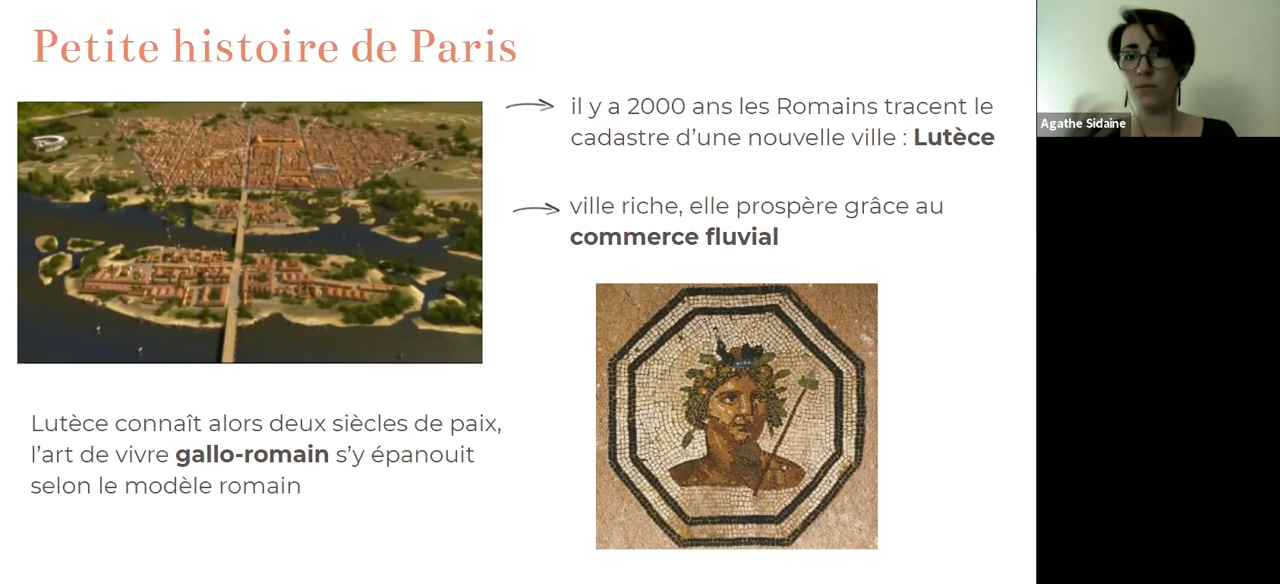 Petite histoire de Paris
il y a 2000 ans les Romains tracent le
cadastre d’une nouvelle ville : Lutèce
ville riche, elle prospère grâce au
commerce fluvial
Lutèce connaît alors deux siècles de paix,
l’art de vivre gallo-romain s’y épanouit
selon le modèle romain
Agathe Sidaine